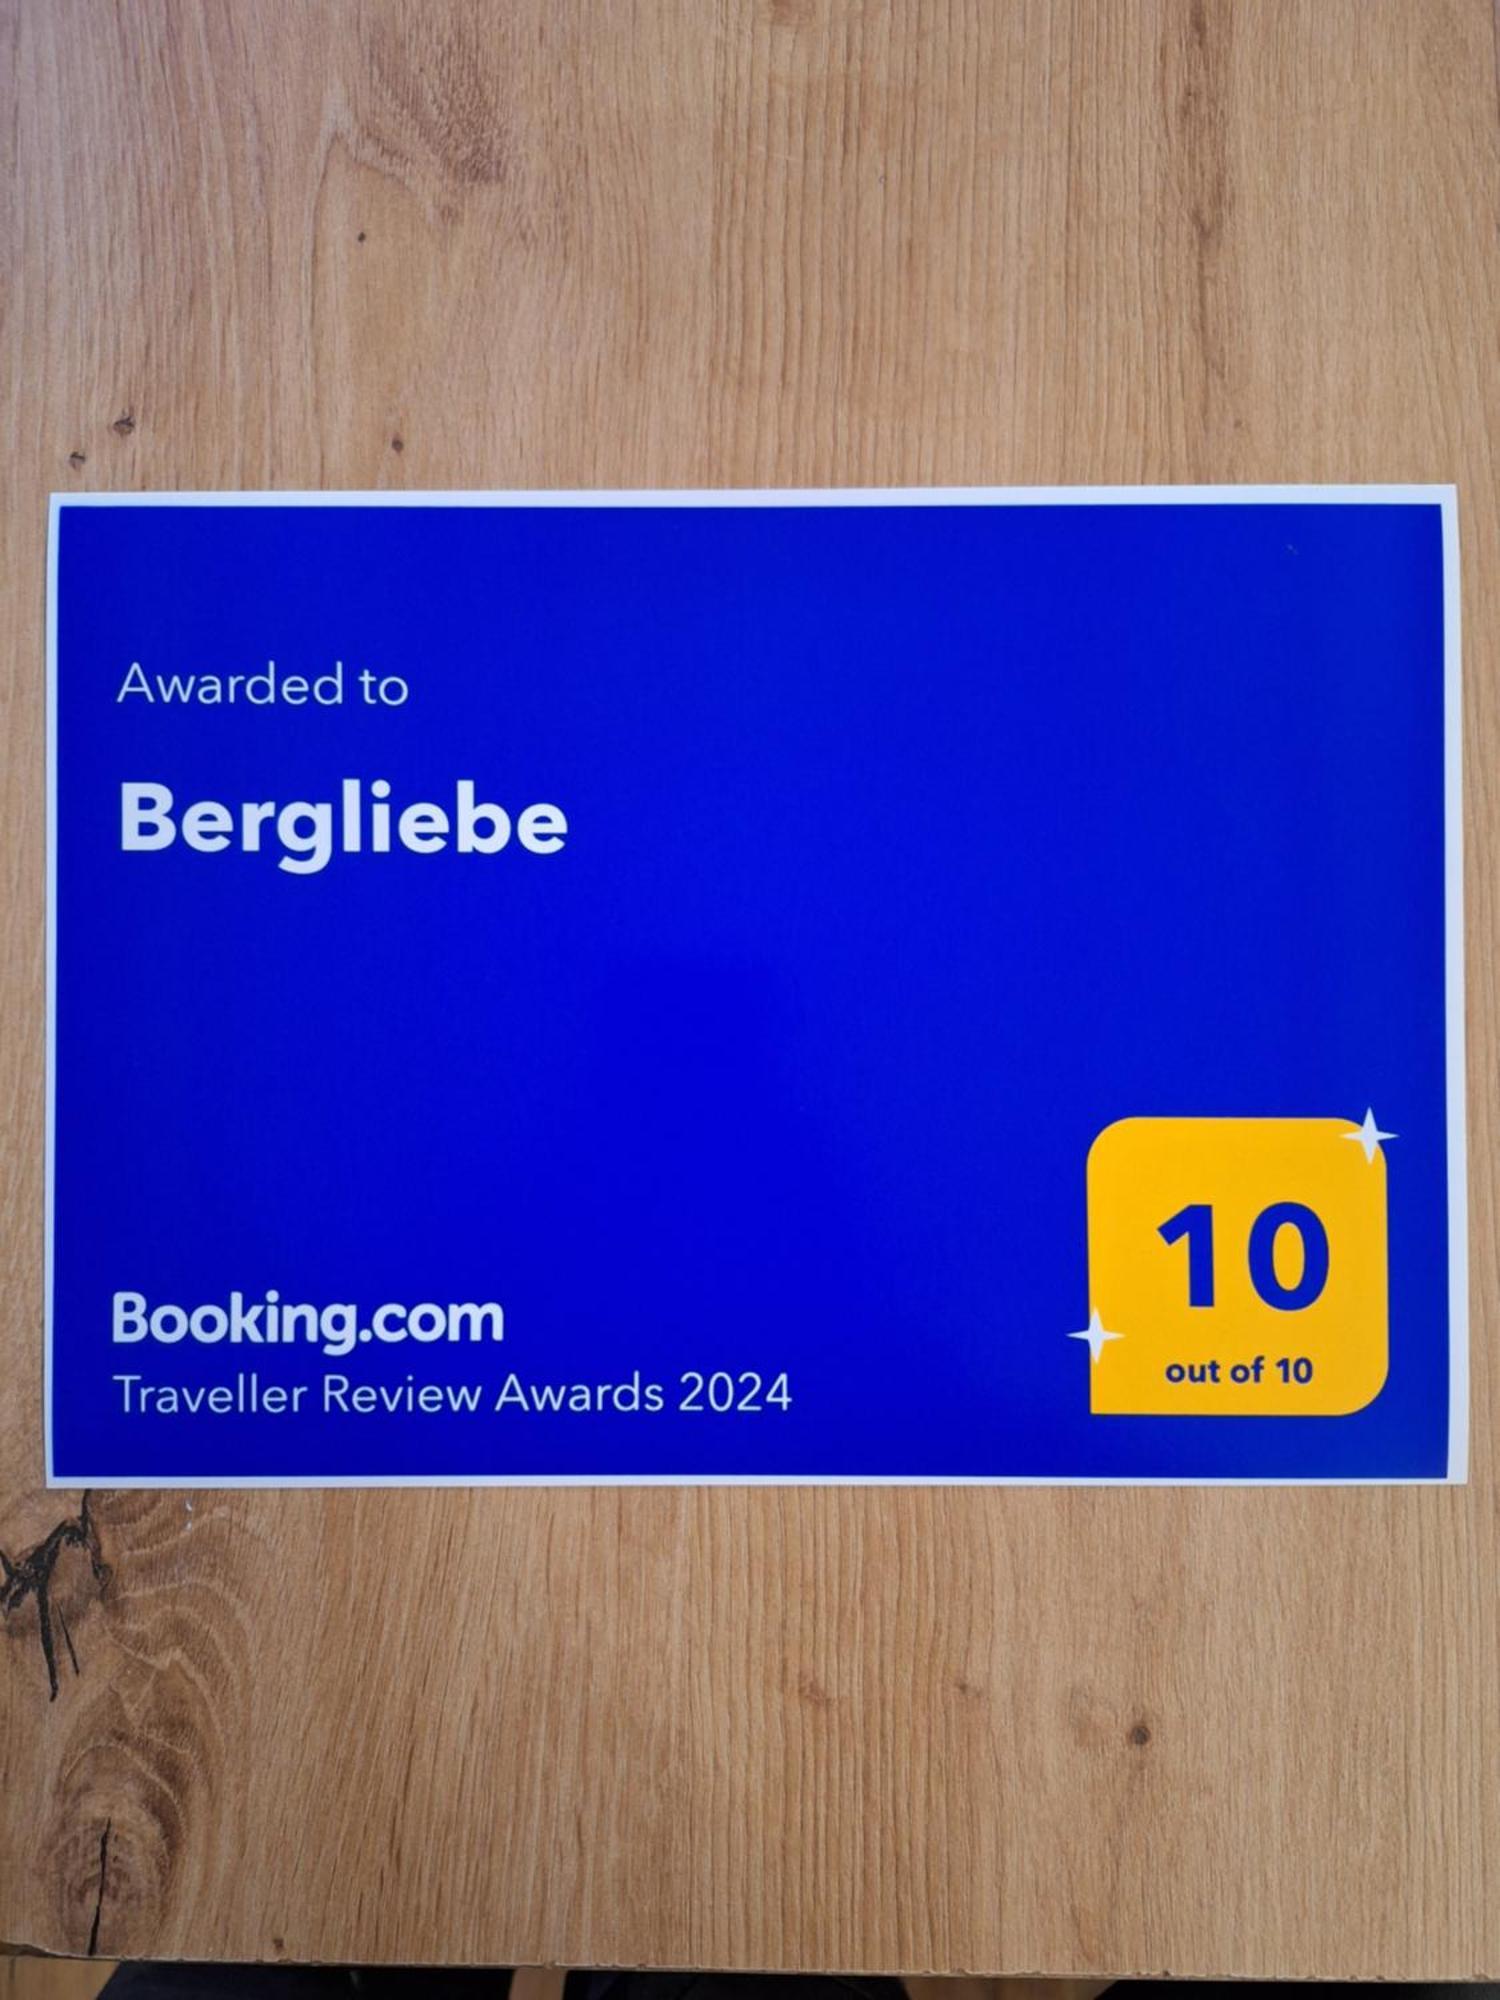 Awarded to
Bergliebe
10
out of 10
Booking.com
Traveller Review Awards 2024